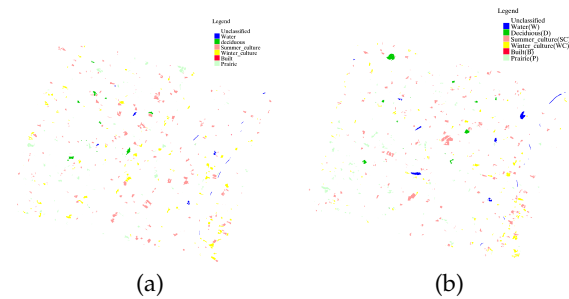 Legend
Unclassified
Water
deciduous
Summer_culture
Winter_culture
Built
Prairie
Legend
Unclassified
Water(W)
Deciduous(D)
Summer_culture(SC)
Winter_culture(WC)
Built(B)
Prairie(P)
(a)
(b)